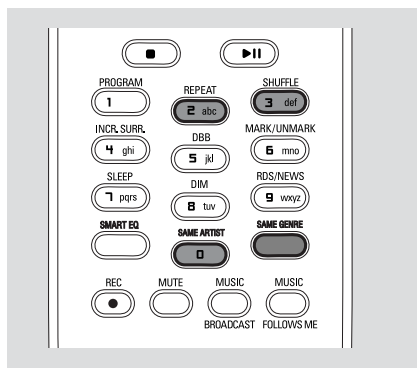 PROGRAM REPEAT SHUFFLE
1 2 abc 3 def
INCR. SURR. DBB MARK/UNMARK
4 ghi 5 jkl 6 mno
SLEEP DIM RDS/NEWS
7 pqrs 8 tuv 9 wxyz
SMART EQ SAME ARTIST SAME GENRE
0
REC MUTE MUSIC MUSIC
BROADCAST FOLLOWS ME